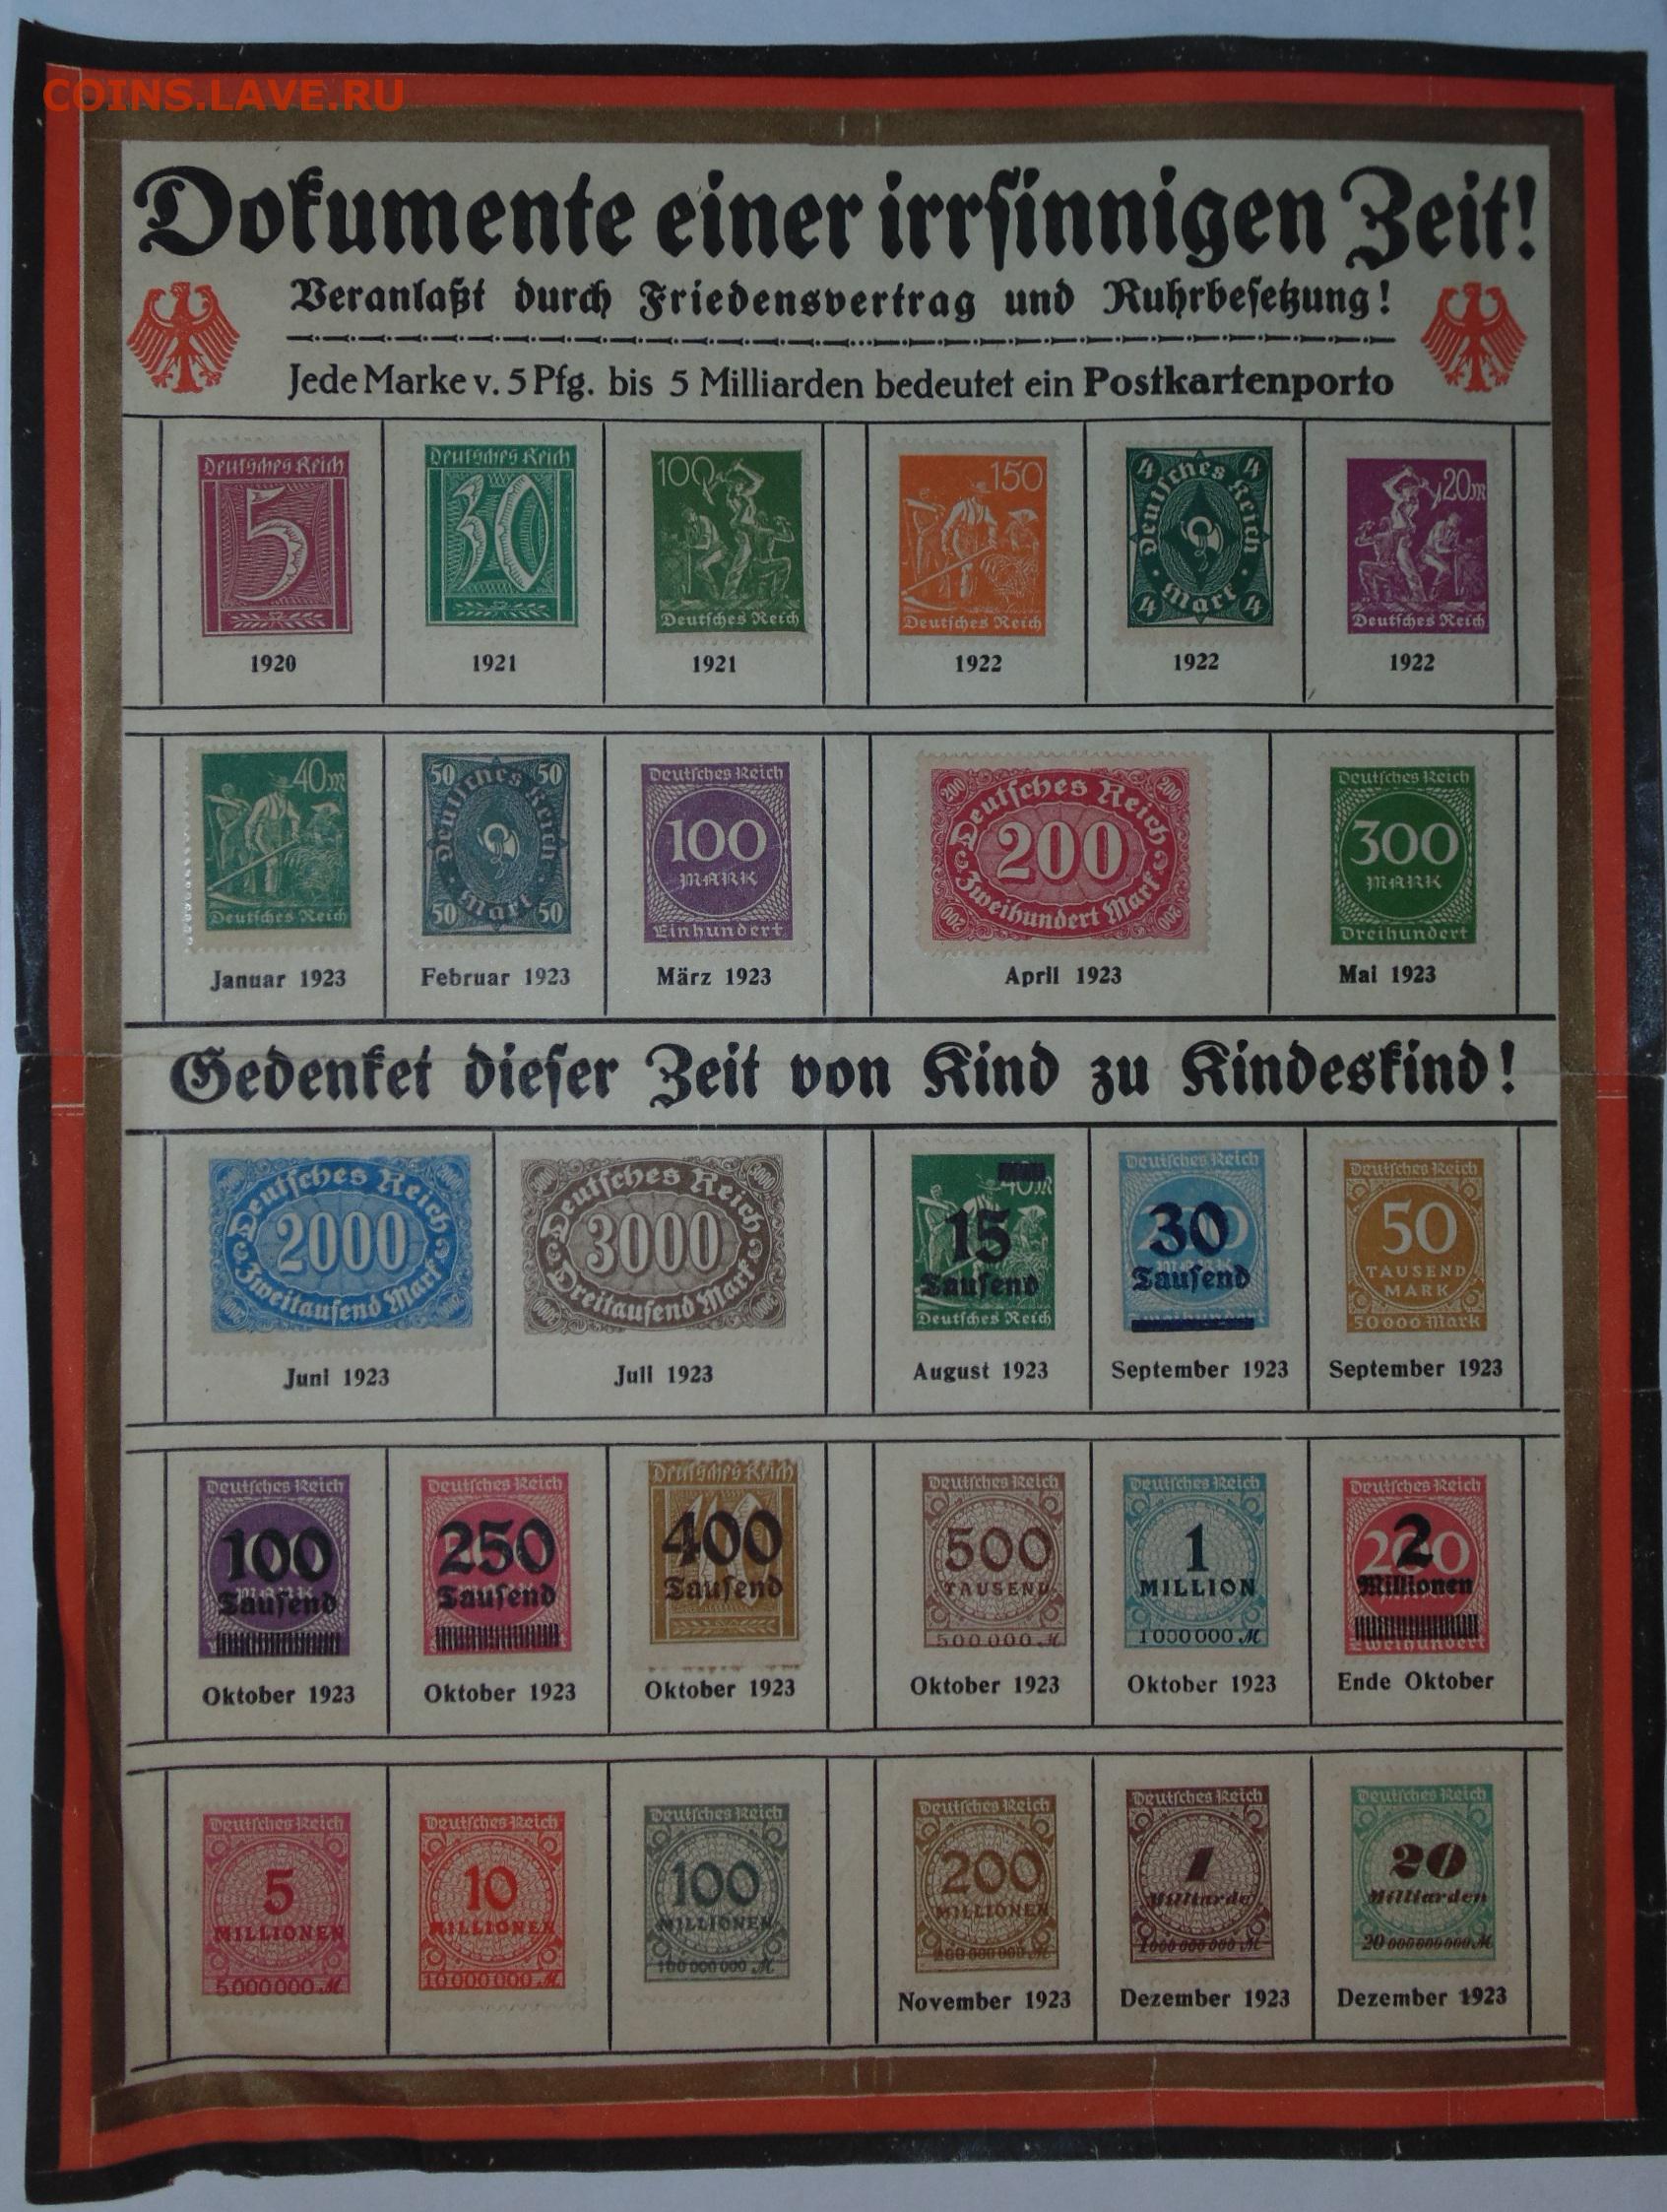 COINS.LAVE.RU
Dokumente einer irrsinnigen Zeit!
Veranlaßt durch Friedensvertrag und Ruhrbesetzung!
Jede Marke v. 5 Pfg. bis 5 Milliarden bedeutet ein Postkartenporto
Deutsches Reich
5
1920
Deutsches Reich
30
1921
100
Deutsches Reich
1921
150
Deutsches Reich
1922
4 4
Deutsches Reich
Mark
4 4
1922
20M
Deutsches Reich
1922
40M
Deutsches Reich
Januar 1923
50 50
Deutsches Reich
Mark
50 50
Februar 1923
Deutsches Reich
100
MARK
Einhundert
März 1923
200 200
Deutsches Reich
200
Zweihundert Mark
200 200
April 1923
Deutsches Reich
300
MARK
Dreihundert
Mai 1923
Gedenket dieser Zeit von Kind zu Kindeskind!
Deutsches Reich
2000
Zweitausend Mark
Juni 1923
Deutsches Reich
3000
Dreitausend Mark
Juli 1923
40M
15
Tausend
Deutsches Reich
August 1923
Deutsches Reich
30
Tausend
September 1923
Deutsches Reich
50
TAUSEND
MARK
50000 Mark
September 1923
Deutsches Reich
100
Tausend
Oktober 1923
Deutsches Reich
250
Tausend
Oktober 1923
Deutsches Reich
400
Tausend
Oktober 1923
Deutsches Reich
500
TAUSEND
500000 M
Oktober 1923
Deutsches Reich
1
MILLION
1000000 M
Oktober 1923
Deutsches Reich
200
2
Millionen
Zweihundert
Ende Oktober
Deutsches Reich
5
MILLIONEN
5000000 M
Deutsches Reich
10
MILLIONEN
10000000 M
Deutsches Reich
100
MILLIONEN
100000000 M
Deutsches Reich
200
MILLIONEN
200000000 M
November 1923
Deutsches Reich
1
Milliarde
1000000000 M
Dezember 1923
Deutsches Reich
20
Milliarden
20000000000 M
Dezember 1923